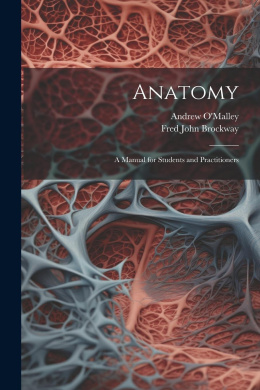 Anatomy
Andrew O'Malley
Fred John Brockway
A Manual for Students and Practitioners